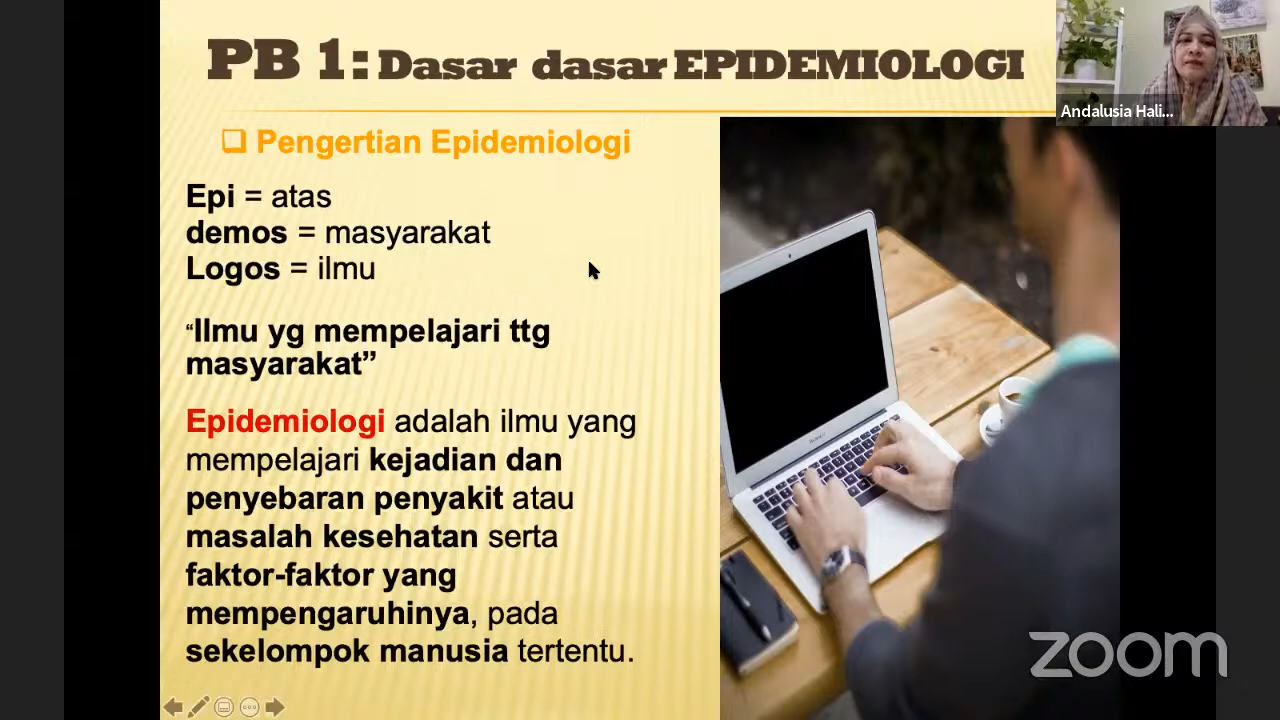 PB 1: Dasar dasar EPIDEMIOLOGI
Andalusia Hali...
Pengertian Epidemiologi
Epi = atas
demos = masyarakat
Logos = ilmu
“Ilmu yg mempelajari ttg
masyarakat”
Epidemiologi adalah ilmu yang
mempelajari kejadian dan
penyebaran penyakit atau
masalah kesehatan serta
faktor-faktor yang
mempengaruhinya, pada
sekelompok manusia tertentu.
zoom